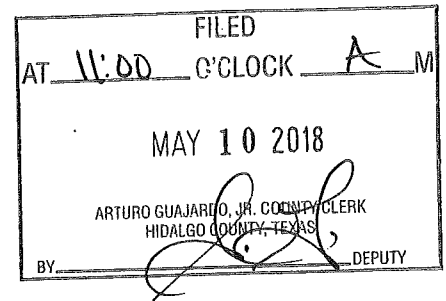 FILED
AT 11:00 O'CLOCK A M
MAY 10 2018
ARTURO GUAJARDO, JR. COUNTY CLERK
HIDALGO COUNTY, TEXAS
BY DEPUTY